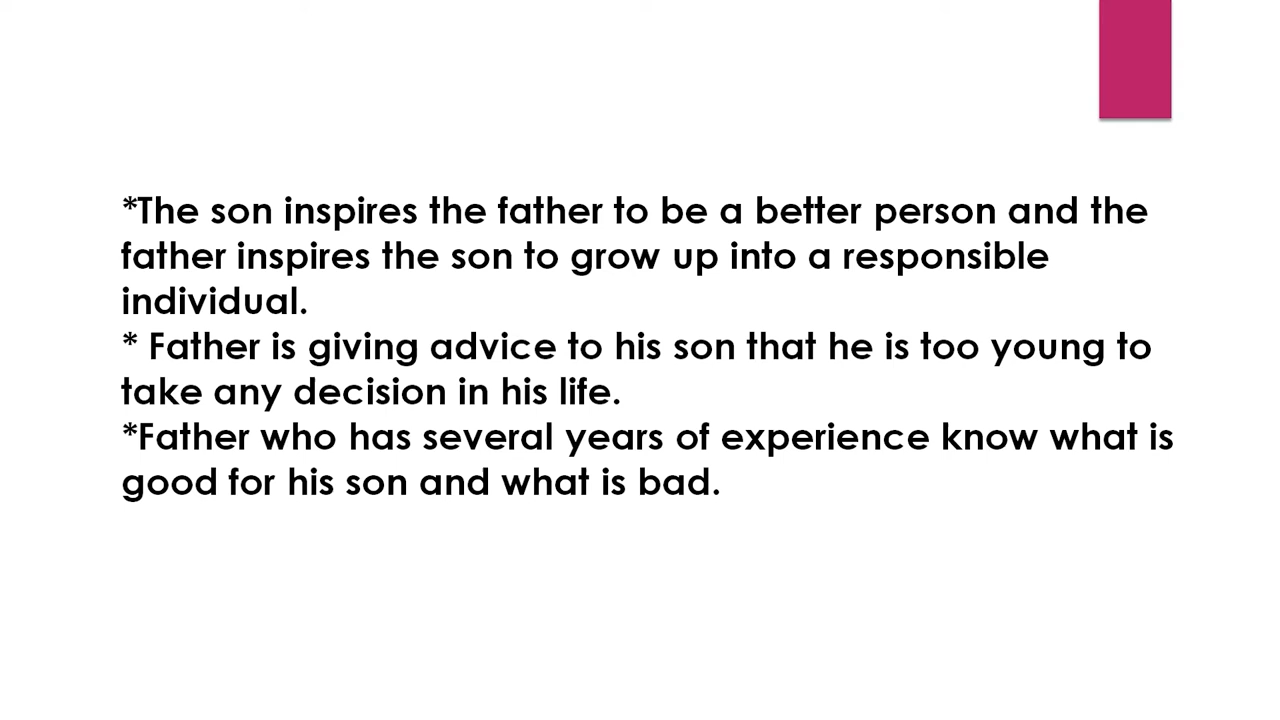 *The son inspires the father to be a better person and the
father inspires the son to grow up into a responsible
individual.
* Father is giving advice to his son that he is too young to
take any decision in his life.
*Father who has several years of experience know what is
good for his son and what is bad.